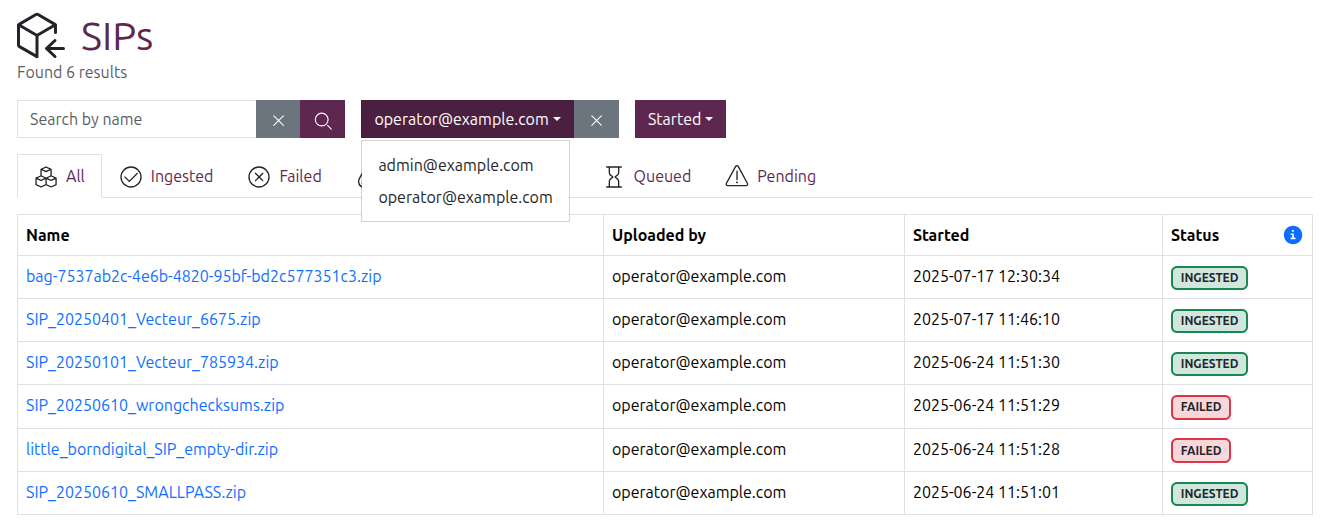 SIPs
Found 6 results
Search by name operator@example.com Started
admin@example.com
operator@example.com
All Ingested Failed Queued Pending
Name Uploaded by Started Status
bag-7537ab2c-4e6b-4820-95bf-bd2c577351c3.zip operator@example.com 2025-07-17 12:30:34 INGESTED
SIP_20250401_Vecteur_6675.zip operator@example.com 2025-07-17 11:46:10 INGESTED
SIP_20250101_Vecteur_785934.zip operator@example.com 2025-06-24 11:51:30 INGESTED
SIP_20250610_wrongchecksums.zip operator@example.com 2025-06-24 11:51:29 FAILED
little_borndigital_SIP_empty-dir.zip operator@example.com 2025-06-24 11:51:28 FAILED
SIP_20250610_SMALLPASS.zip operator@example.com 2025-06-24 11:51:01 INGESTED